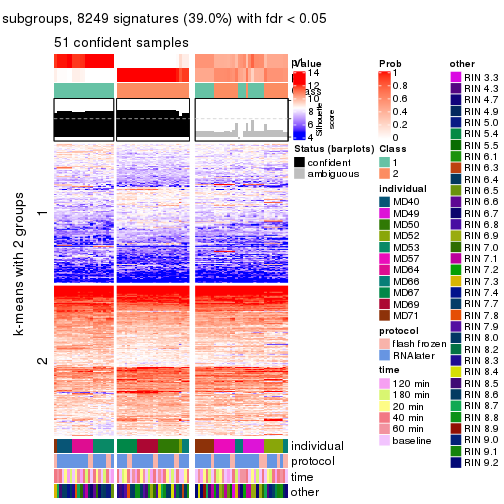 subgroups, 8249 signatures (39.0%) with fdr < 0.05
51 confident samples
k-means with 2 groups
1
2
individual
protocol
time
other
Silhouette
score
Value
14
12
10
8
6
4
Status (barplots)
confident
ambiguous
Prob
1
0.8
0.6
0.4
0.2
0
Class
1
2
individual
MD40
MD49
MD50
MD52
MD53
MD57
MD64
MD66
MD67
MD69
MD71
protocol
flash frozen
RNAlater
time
120 min
180 min
20 min
40 min
60 min
baseline
other
RIN 3.3
RIN 4.3
RIN 4.7
RIN 4.9
RIN 5.0
RIN 5.4
RIN 5.5
RIN 6.1
RIN 6.3
RIN 6.4
RIN 6.5
RIN 6.6
RIN 6.7
RIN 6.8
RIN 6.9
RIN 7.0
RIN 7.1
RIN 7.2
RIN 7.3
RIN 7.4
RIN 7.7
RIN 7.8
RIN 7.9
RIN 8.0
RIN 8.2
RIN 8.3
RIN 8.4
RIN 8.5
RIN 8.6
RIN 8.7
RIN 8.8
RIN 8.9
RIN 9.0
RIN 9.1
RIN 9.2